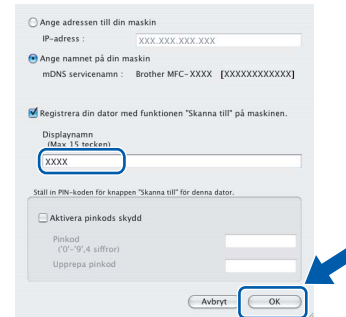 Ange adressen till din maskin
IP-adress :
XXX.XXX.XXX.XXX
Ange namnet på din maskin
mDNS servicenamn : Brother MFC-XXXX [XXXXXXXXXXXX]
Registrera din dator med funktionen "Skanna till" på maskinen.
Displaynamn
(Max 15 tecken)
XXXX
Ställ in PIN-koden för knappen "Skanna till" för denna dator.
Aktivera pinkods skydd
Pinkod
('0'-'9',4 siffror)
Upprepa pinkod
Avbryt OK